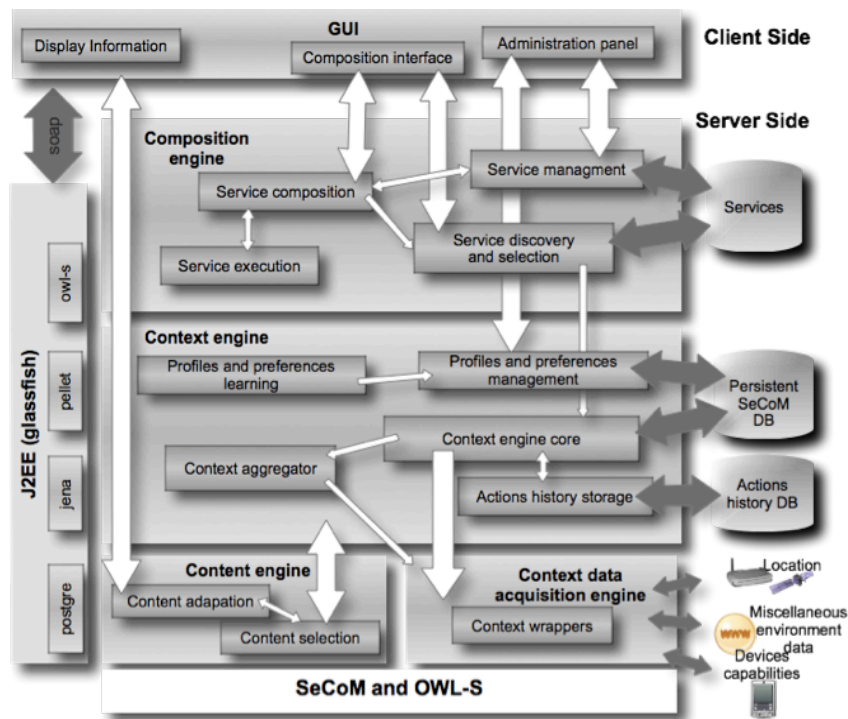 GUI
Client Side
Display Information
Composition interface
Administration panel
soap
Server Side
Composition
engine
Service managment
Service composition
Services
Service discovery
and selection
Service execution
J2EE (glassfish)
owl-s
pellet
jena
postgre
Context engine
Profiles and preferences
learning
Profiles and preferences
management
Persistent
SeCoM
DB
Context engine core
Context aggregator
Actions history storage
Actions
history DB
Content engine
Content adapation
Content selection
Context data
acquisition engine
Context wrappers
Location
www
Miscellaneous
environment
data
Devices
capabilities
SeCoM and OWL-S